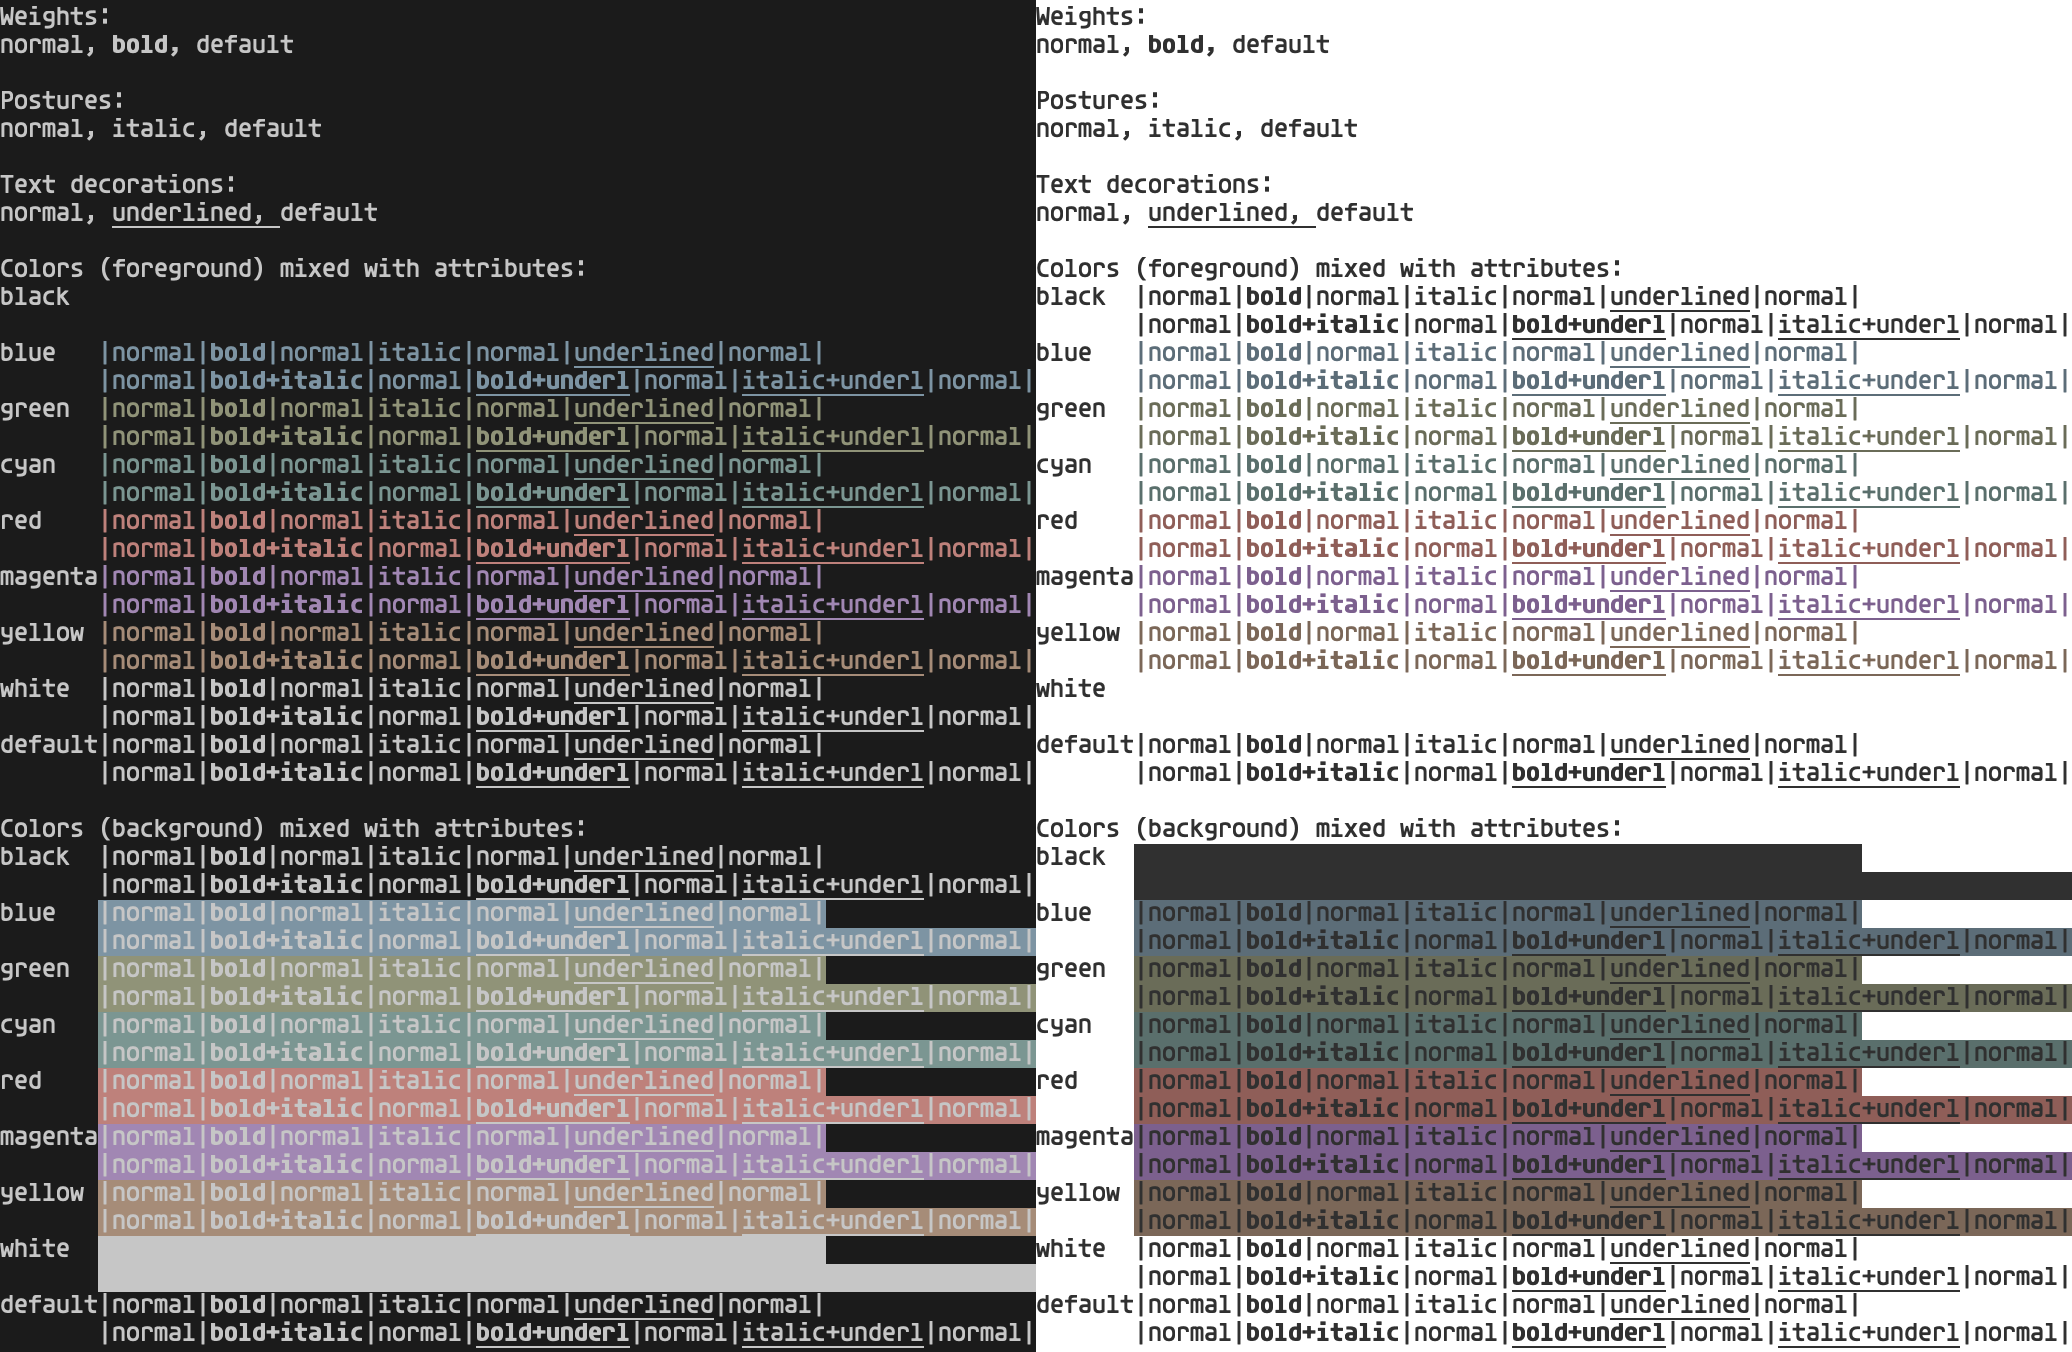 Weights:
normal, bold, default
Postures:
normal, italic, default
Text decorations:
normal, underlined, default
Colors (foreground) mixed with attributes:
black
blue |normal|bold|normal|italic|normal|underlined|normal|
|normal|bold+italic|normal|bold+underl|normal|italic+underl|normal|
green |normal|bold|normal|italic|normal|underlined|normal|
|normal|bold+italic|normal|bold+underl|normal|italic+underl|normal|
cyan |normal|bold|normal|italic|normal|underlined|normal|
|normal|bold+italic|normal|bold+underl|normal|italic+underl|normal|
red |normal|bold|normal|italic|normal|underlined|normal|
|normal|bold+italic|normal|bold+underl|normal|italic+underl|normal|
magenta|normal|bold|normal|italic|normal|underlined|normal|
|normal|bold+italic|normal|bold+underl|normal|italic+underl|normal|
yellow |normal|bold|normal|italic|normal|underlined|normal|
|normal|bold+italic|normal|bold+underl|normal|italic+underl|normal|
white |normal|bold|normal|italic|normal|underlined|normal|
|normal|bold+italic|normal|bold+underl|normal|italic+underl|normal|
default|normal|bold|normal|italic|normal|underlined|normal|
|normal|bold+italic|normal|bold+underl|normal|italic+underl|normal|
Colors (background) mixed with attributes:
black |normal|bold|normal|italic|normal|underlined|normal|
|normal|bold+italic|normal|bold+underl|normal|italic+underl|normal|
blue |normal|bold|normal|italic|normal|underlined|normal|
|normal|bold+italic|normal|bold+underl|normal|italic+underl|normal|
green |normal|bold|normal|italic|normal|underlined|normal|
|normal|bold+italic|normal|bold+underl|normal|italic+underl|normal|
cyan |normal|bold|normal|italic|normal|underlined|normal|
|normal|bold+italic|normal|bold+underl|normal|italic+underl|normal|
red |normal|bold|normal|italic|normal|underlined|normal|
|normal|bold+italic|normal|bold+underl|normal|italic+underl|normal|
magenta|normal|bold|normal|italic|normal|underlined|normal|
|normal|bold+italic|normal|bold+underl|normal|italic+underl|normal|
yellow |normal|bold|normal|italic|normal|underlined|normal|
|normal|bold+italic|normal|bold+underl|normal|italic+underl|normal|
white
default|normal|bold|normal|italic|normal|underlined|normal|
|normal|bold+italic|normal|bold+underl|normal|italic+underl|normal|
Weights:
normal, bold, default
Postures:
normal, italic, default
Text decorations:
normal, underlined, default
Colors (foreground) mixed with attributes:
black |normal|bold|normal|italic|normal|underlined|normal|
|normal|bold+italic|normal|bold+underl|normal|italic+underl|normal|
blue |normal|bold|normal|italic|normal|underlined|normal|
|normal|bold+italic|normal|bold+underl|normal|italic+underl|normal|
green |normal|bold|normal|italic|normal|underlined|normal|
|normal|bold+italic|normal|bold+underl|normal|italic+underl|normal|
cyan |normal|bold|normal|italic|normal|underlined|normal|
|normal|bold+italic|normal|bold+underl|normal|italic+underl|normal|
red |normal|bold|normal|italic|normal|underlined|normal|
|normal|bold+italic|normal|bold+underl|normal|italic+underl|normal|
magenta|normal|bold|normal|italic|normal|underlined|normal|
|normal|bold+italic|normal|bold+underl|normal|italic+underl|normal|
yellow |normal|bold|normal|italic|normal|underlined|normal|
|normal|bold+italic|normal|bold+underl|normal|italic+underl|normal|
white
default|normal|bold|normal|italic|normal|underlined|normal|
|normal|bold+italic|normal|bold+underl|normal|italic+underl|normal|
Colors (background) mixed with attributes:
black
blue |normal|bold|normal|italic|normal|underlined|normal|
|normal|bold+italic|normal|bold+underl|normal|italic+underl|normal|
green |normal|bold|normal|italic|normal|underlined|normal|
|normal|bold+italic|normal|bold+underl|normal|italic+underl|normal|
cyan |normal|bold|normal|italic|normal|underlined|normal|
|normal|bold+italic|normal|bold+underl|normal|italic+underl|normal|
red |normal|bold|normal|italic|normal|underlined|normal|
|normal|bold+italic|normal|bold+underl|normal|italic+underl|normal|
magenta|normal|bold|normal|italic|normal|underlined|normal|
|normal|bold+italic|normal|bold+underl|normal|italic+underl|normal|
yellow |normal|bold|normal|italic|normal|underlined|normal|
|normal|bold+italic|normal|bold+underl|normal|italic+underl|normal|
white |normal|bold|normal|italic|normal|underlined|normal|
|normal|bold+italic|normal|bold+underl|normal|italic+underl|normal|
default|normal|bold|normal|italic|normal|underlined|normal|
|normal|bold+italic|normal|bold+underl|normal|italic+underl|normal|